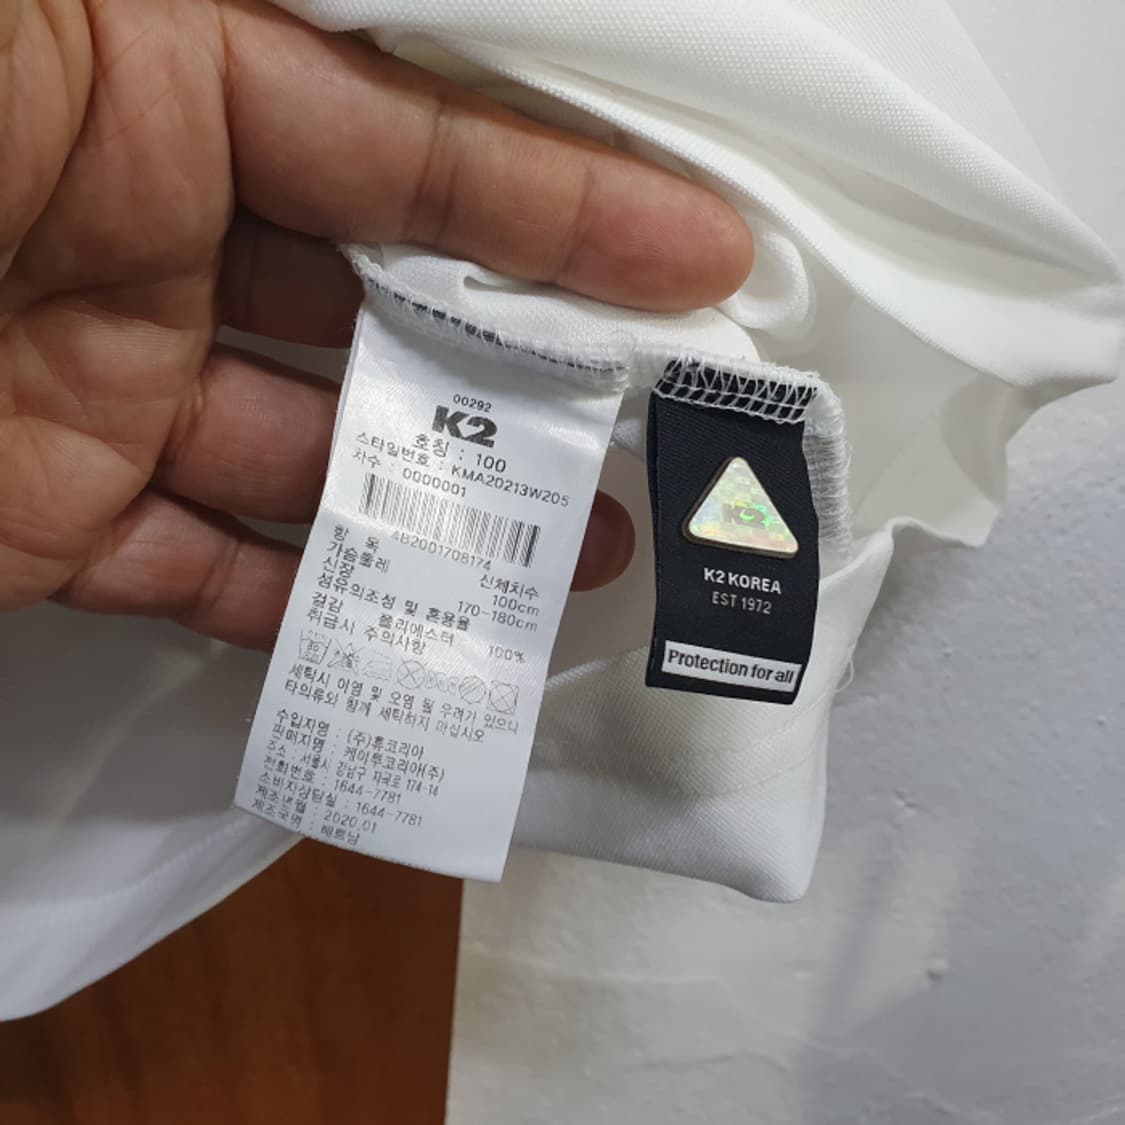 00292
K2
호칭 : 100
스타일번호 : KMA20213W205
차수 : 0000001
4B2001708174
항 목 신체치수
가슴둘레 100cm
신장 170-180cm
섬유의조성 및 혼용율
겉감 폴리에스터 100%
취급시 주의사항
세탁시 이염 및 오염 될 우려가 있으니
타의류와 함께 세탁하지 마십시오
수입자명 : (주)휴코리아
판매자명 : 케이투코리아(주)
주소 : 서울시 강남구 자곡로 174-14
전화번호 : 1644-7781
소비자상담실 : 1644-7781
제조년월 : 2020.01
제조국명 : 베트남
K2
K2 KOREA
EST 1972
Protection for all